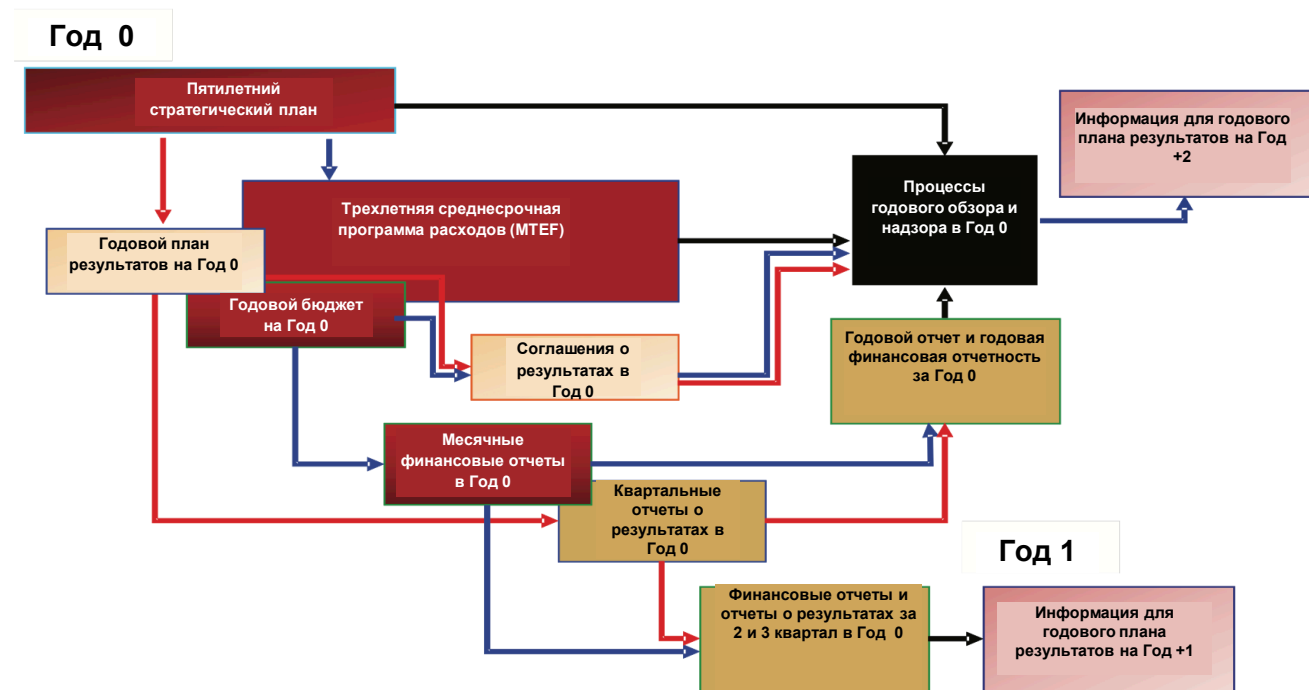 Год 0
Пятилетний
стратегический план
Информация для годового
плана результатов на Год
+2
Процессы
годового обзора и
надзора в Год 0
Трехлетняя среднесрочная
программа расходов (MTEF)
Годовой план
результатов на Год 0
Годовой бюджет
на Год 0
Соглашения о
результатах в
Год 0
Годовой отчет и годовая
финансовая отчетность
за Год 0
Месячные
финансовые отчеты
в Год 0
Квартальные
отчеты о
результатах в
Год 0
Год 1
Финансовые отчеты и
отчеты о результатах за
2 и 3 квартал в Год 0
Информация для
годового плана
результатов на Год +1